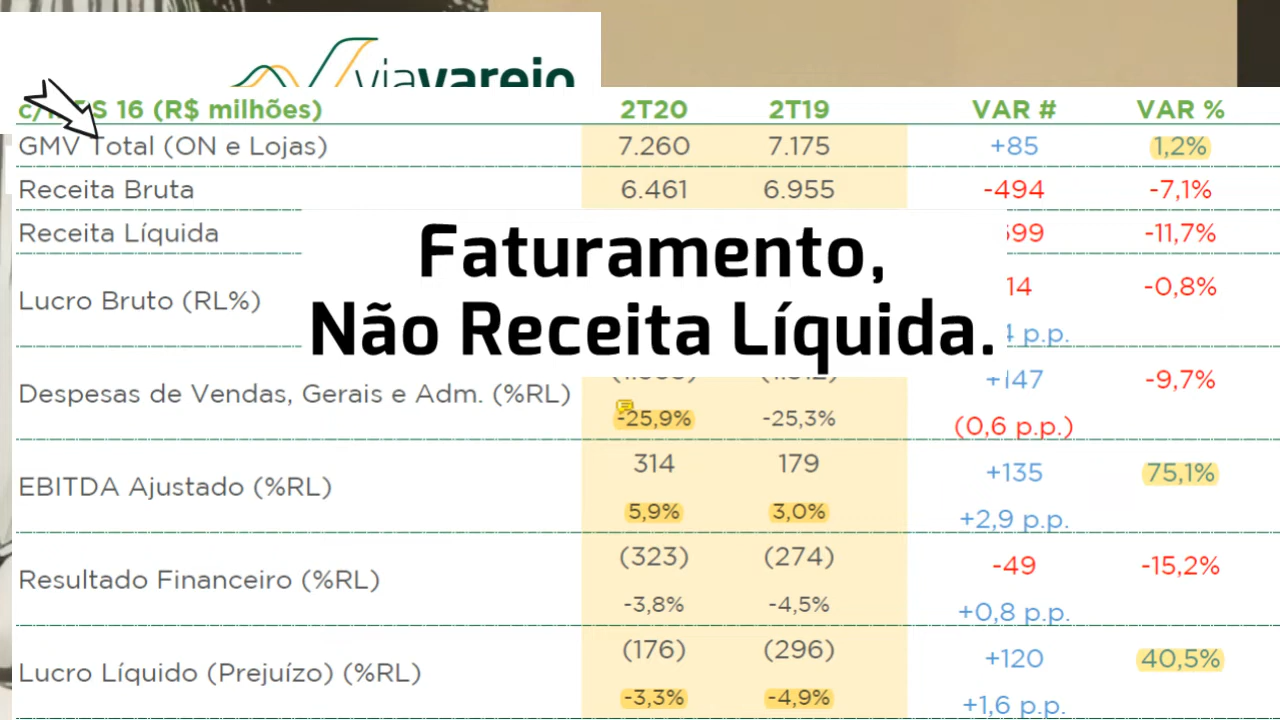 viavarejo
(R$ milhões) 2T20 2T19 VAR # VAR %
GMV Total (ON e Lojas) 7.260 7.175 +85 1,2%
Receita Bruta 6.461 6.955 -494 -7,1%
Receita Líquida -11,7%
Faturamento,
Lucro Bruto (RL%) -0,8%
Não Receita Líquida.
p.p.
Despesas de Vendas, Gerais e Adm. (%RL) +147 -9,7%
-25,9% -25,3% (0,6 p.p.)
314 179 +135 75,1%
EBITDA Ajustado (%RL)
5,9% 3,0% +2,9 p.p.
(323) (274) -49 -15,2%
Resultado Financeiro (%RL)
-3,8% -4,5% +0,8 p.p.
(176) (296) +120 40,5%
Lucro Líquido (Prejuízo) (%RL)
-3,3% -4,9% +1,6 p.p.